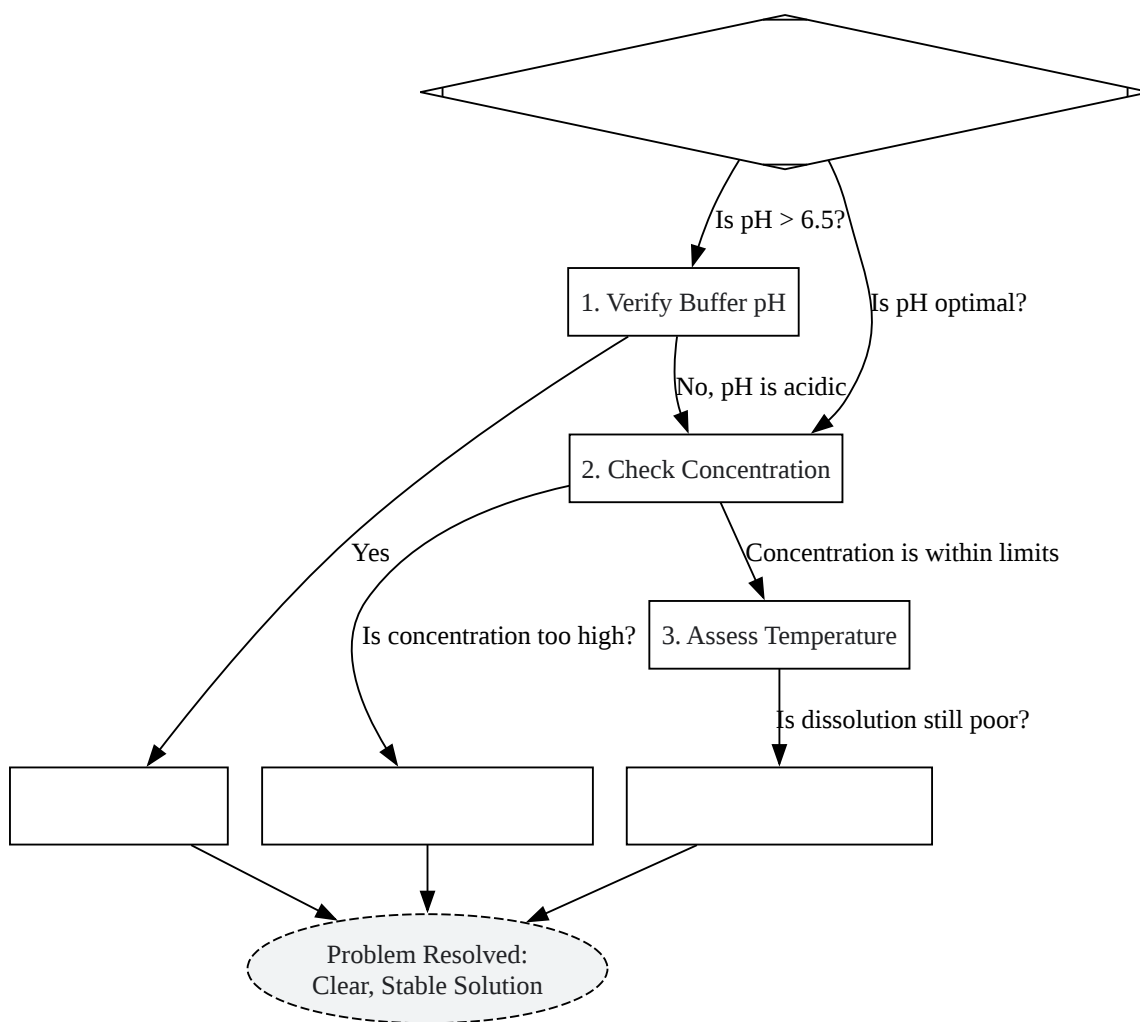 Is pH > 6.5?
1. Verify Buffer pH
Is pH optimal?
No, pH is acidic
2. Check Concentration
Yes
Concentration is within limits
Is concentration too high?
3. Assess Temperature
Is dissolution still poor?
Problem Resolved:
Clear, Stable Solution